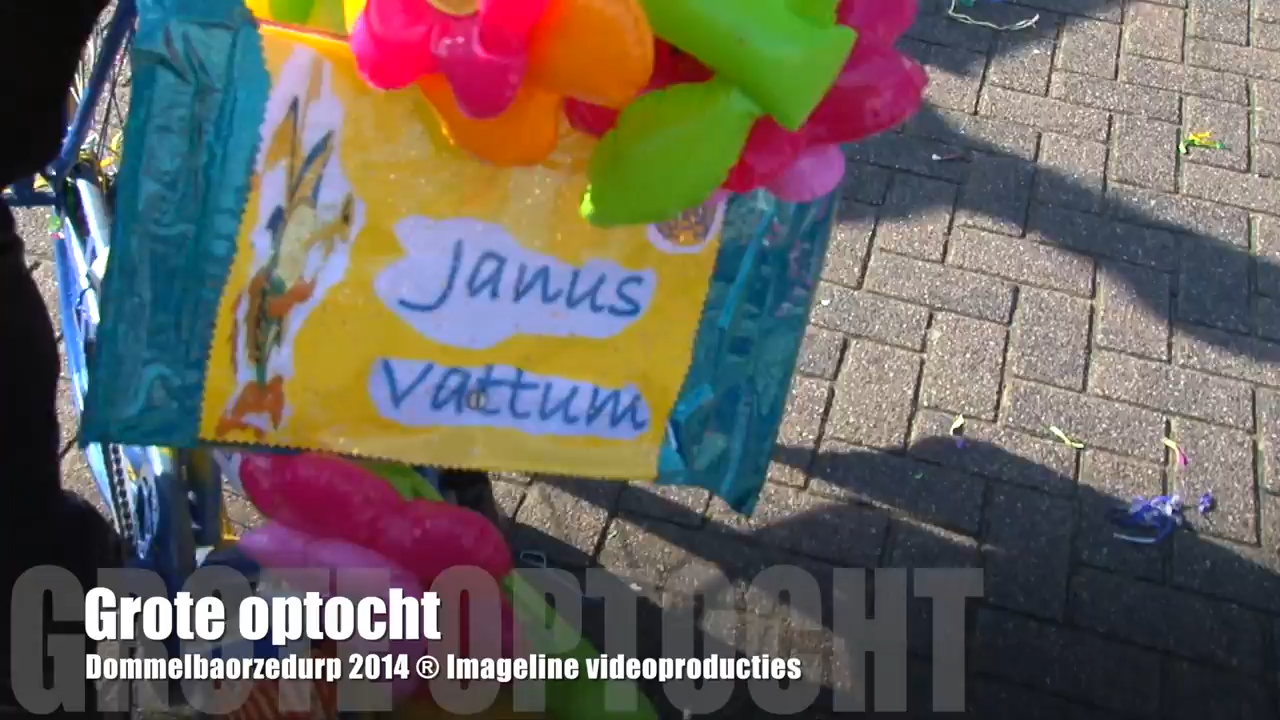 Janus
Vattum
GROTE OPTOCHT
Grote optocht
Dommelbaorzedurp 2014 ® Imageline videoproducties